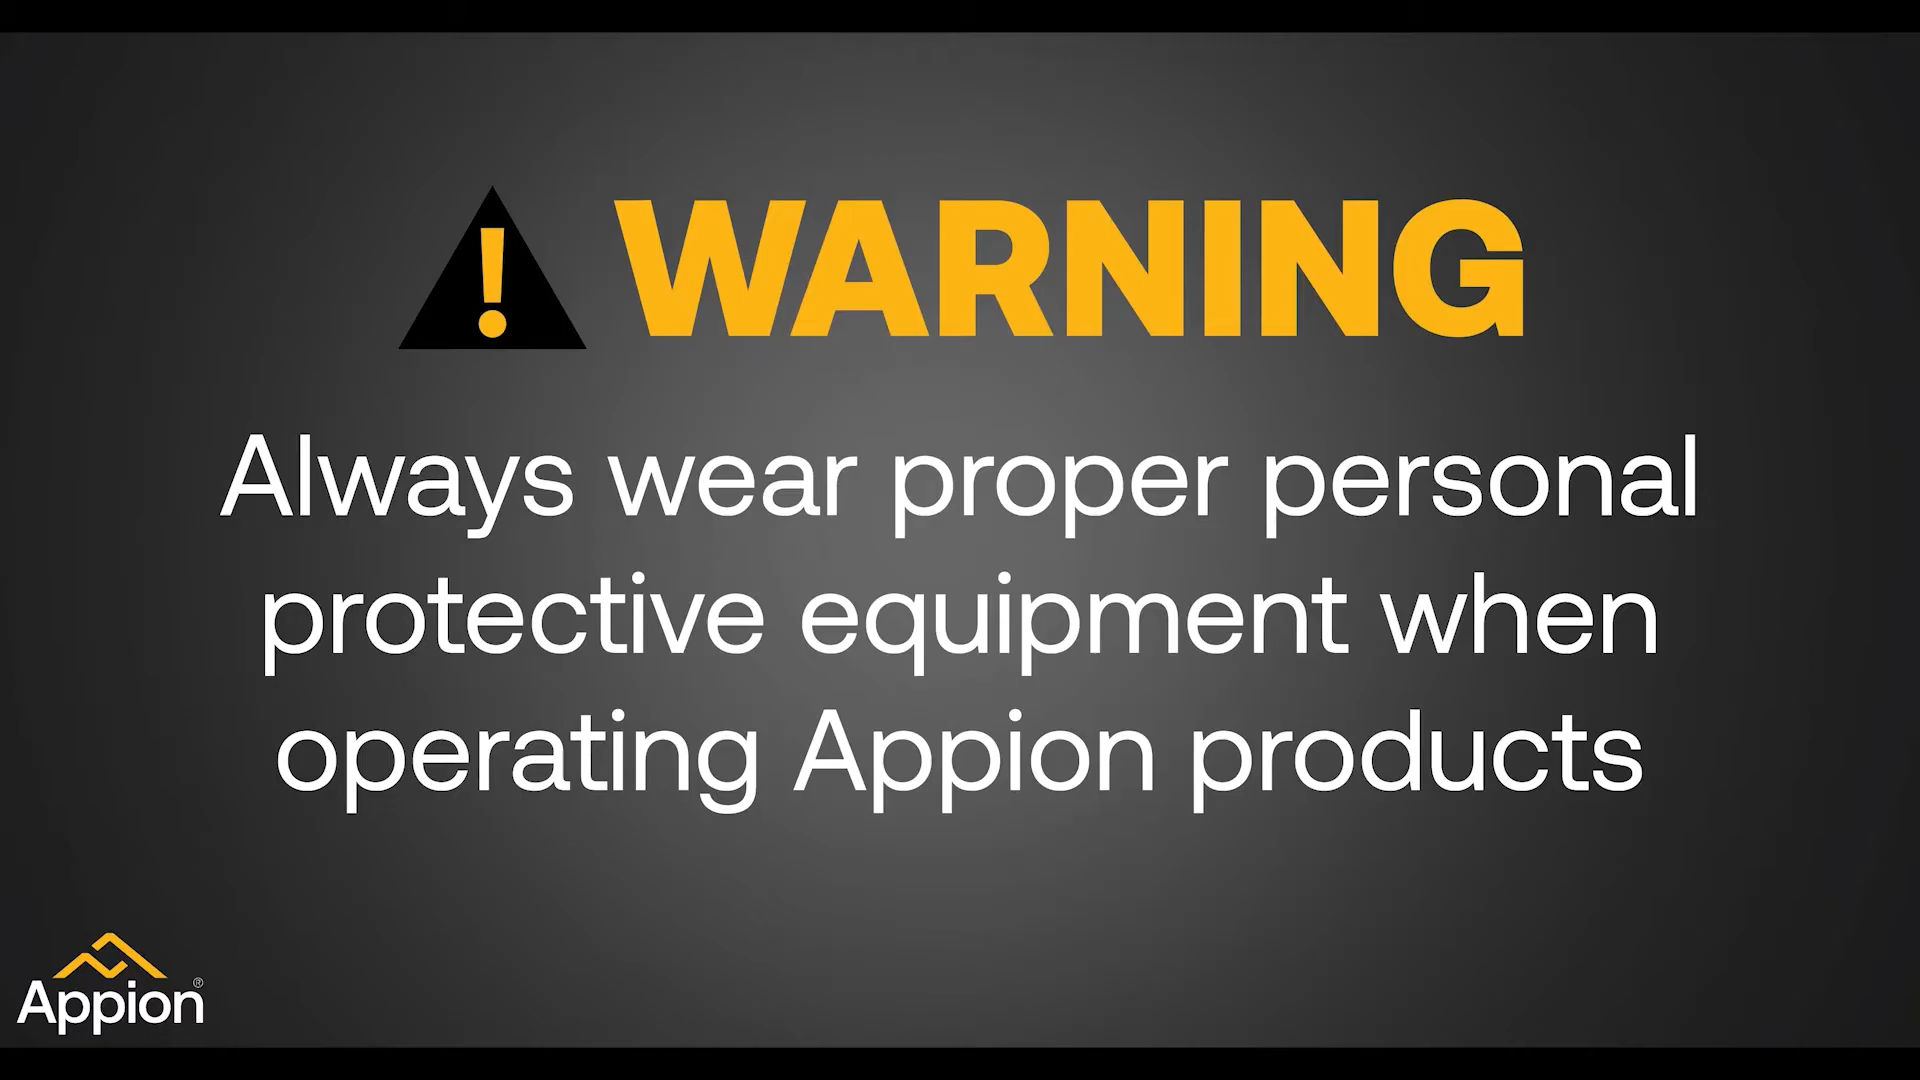 WARNING
Always wear proper personal
protective equipment when
operating Appion products
Appion®